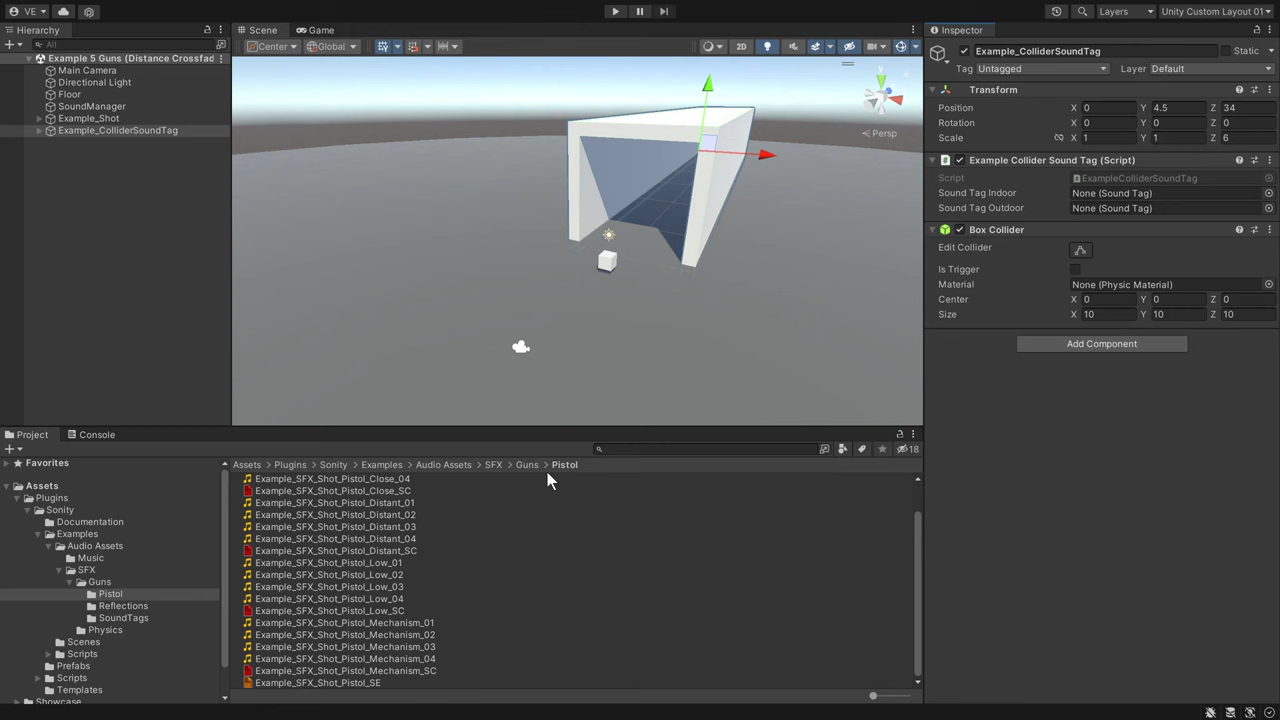 VE
Layers
Unity Custom Layout 01
Hierarchy
Scene
Game
Inspector
All
Center
Global
2D
Example 5 Guns (Distance Crossfad
Main Camera
Directional Light
Floor
SoundManager
Example_Shot
Example_ColliderSoundTag
y
Persp
Example_ColliderSoundTag
Static
Tag Untagged
Layer Default
Transform
Position X 0 Y 4.5 Z 34
Rotation X 0 Y 0 Z 0
Scale X 1 Y 1 Z 6
Example Collider Sound Tag (Script)
Script ExampleColliderSoundTag
Sound Tag Indoor None (Sound Tag)
Sound Tag Outdoor None (Sound Tag)
Box Collider
Edit Collider
Is Trigger
Material None (Physic Material)
Center X 0 Y 0 Z 0
Size X 10 Y 10 Z 10
Add Component
Project
Console
18
Favorites
Assets
Plugins
Sonity
Documentation
Examples
Audio Assets
Music
SFX
Guns
Pistol
Reflections
SoundTags
Physics
Scenes
Scripts
Prefabs
Scripts
Templates
Showcase
Assets > Plugins > Sonity > Examples > Audio Assets > SFX > Guns > Pistol
Example_SFX_Shot_Pistol_Close_04
Example_SFX_Shot_Pistol_Close_SC
Example_SFX_Shot_Pistol_Distant_01
Example_SFX_Shot_Pistol_Distant_02
Example_SFX_Shot_Pistol_Distant_03
Example_SFX_Shot_Pistol_Distant_04
Example_SFX_Shot_Pistol_Distant_SC
Example_SFX_Shot_Pistol_Low_01
Example_SFX_Shot_Pistol_Low_02
Example_SFX_Shot_Pistol_Low_03
Example_SFX_Shot_Pistol_Low_04
Example_SFX_Shot_Pistol_Low_SC
Example_SFX_Shot_Pistol_Mechanism_01
Example_SFX_Shot_Pistol_Mechanism_02
Example_SFX_Shot_Pistol_Mechanism_03
Example_SFX_Shot_Pistol_Mechanism_04
Example_SFX_Shot_Pistol_Mechanism_SC
Example_SFX_Shot_Pistol_SE